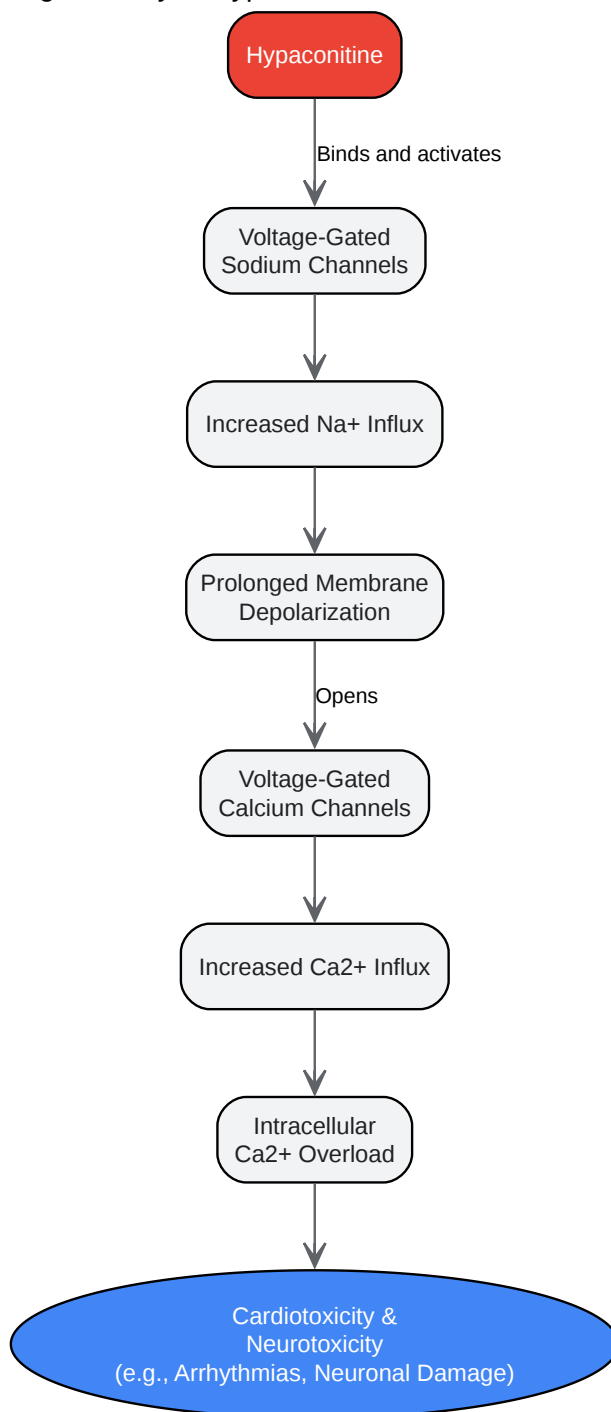 Hypaconitine
Binds and activates
Voltage-Gated
Sodium Channels
Increased Na+ Influx
Prolonged Membrane
Depolarization
Opens
Voltage-Gated
Calcium Channels
Increased Ca2+ Influx
Intracellular
Ca2+ Overload
Cardiotoxicity &
Neurotoxicity
(e.g., Arrhythmias, Neuronal Damage)